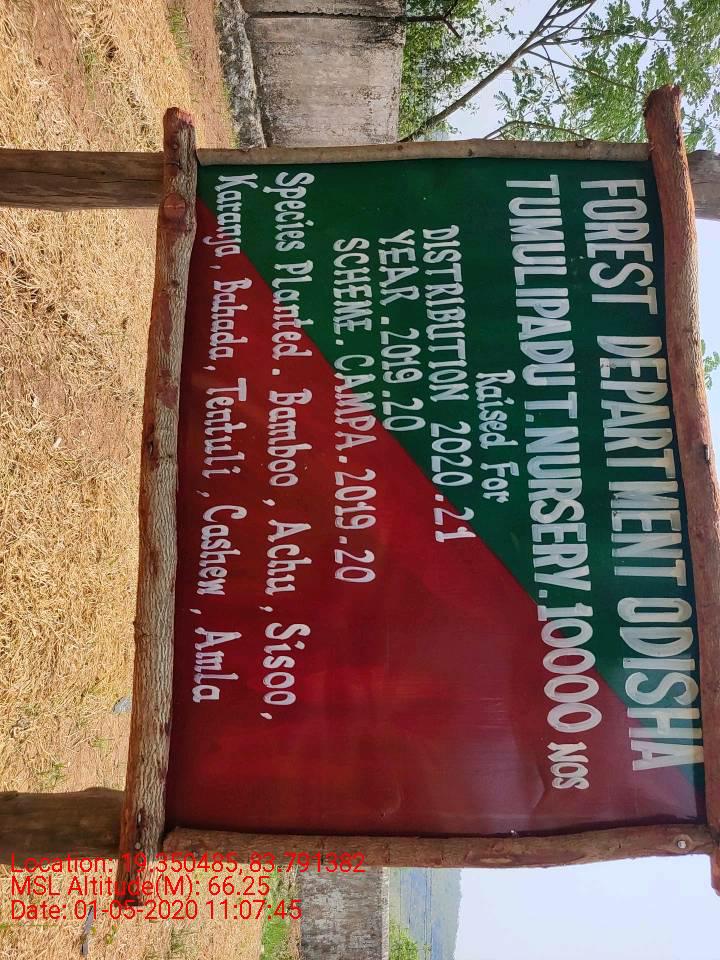 FOREST DEPARTMENT ODISHA
TUMULIPADU T. NURSERY. 10000 NOS
Raised For
DISTRIBUTION 2020.21
YEAR . 2019.20
SCHEME. CAMPA. 2019.20
Species Planted. Bamboo , Achu , Sisoo ,
Karanja , Bahada, Tentuli , Cashew , Amla
Location: 19.350485, 83.791382
MSL Altitude(M): 66.25
Date: 01-05-2020 11:07:45